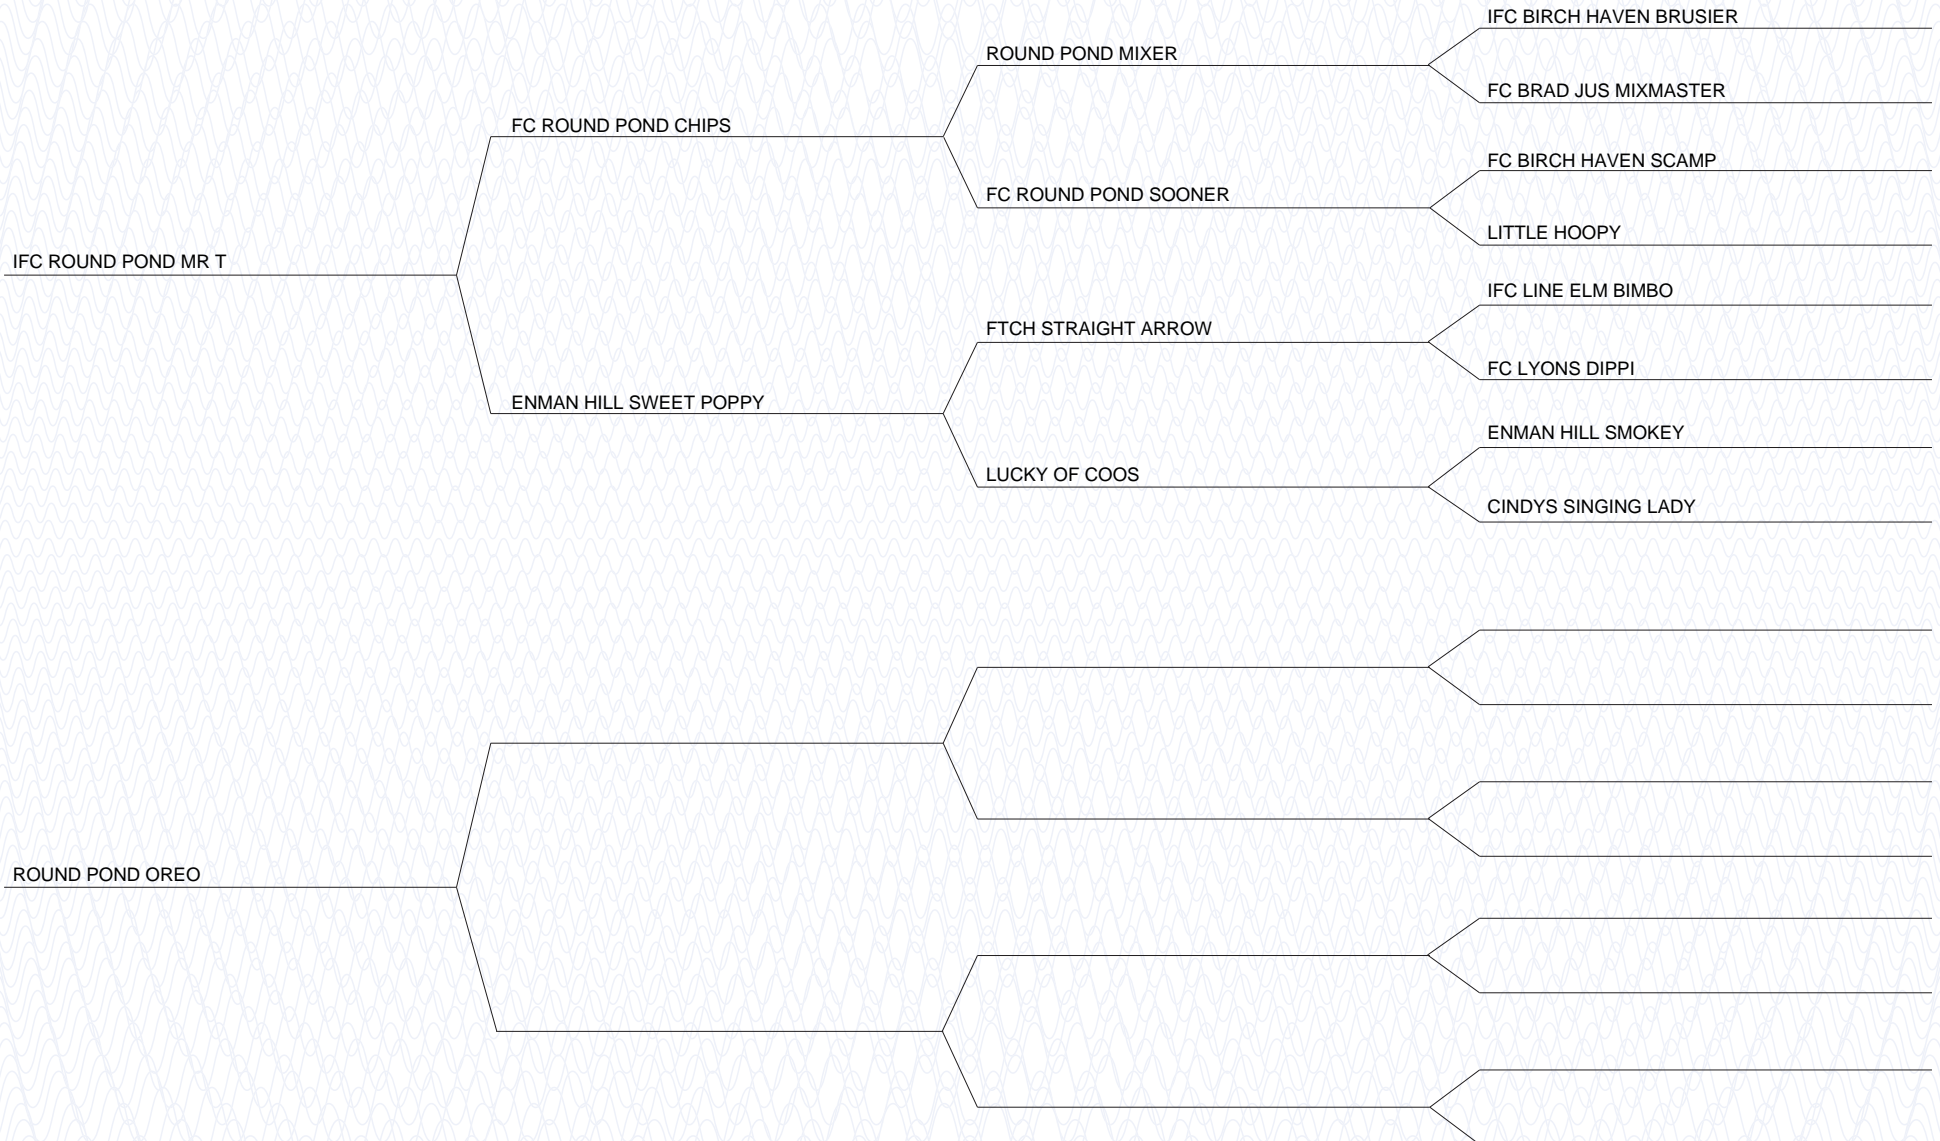 IFC BIRCH HAVEN BRUSIER
ROUND POND MIXER
FC BRAD JUS MIXMASTER
FC ROUND POND CHIPS
FC BIRCH HAVEN SCAMP
FC ROUND POND SOONER
LITTLE HOOPY
IFC ROUND POND MR T
IFC LINE ELM BIMBO
FTCH STRAIGHT ARROW
FC LYONS DIPPI
ENMAN HILL SWEET POPPY
ENMAN HILL SMOKEY
LUCKY OF COOS
CINDYS SINGING LADY
ROUND POND OREO